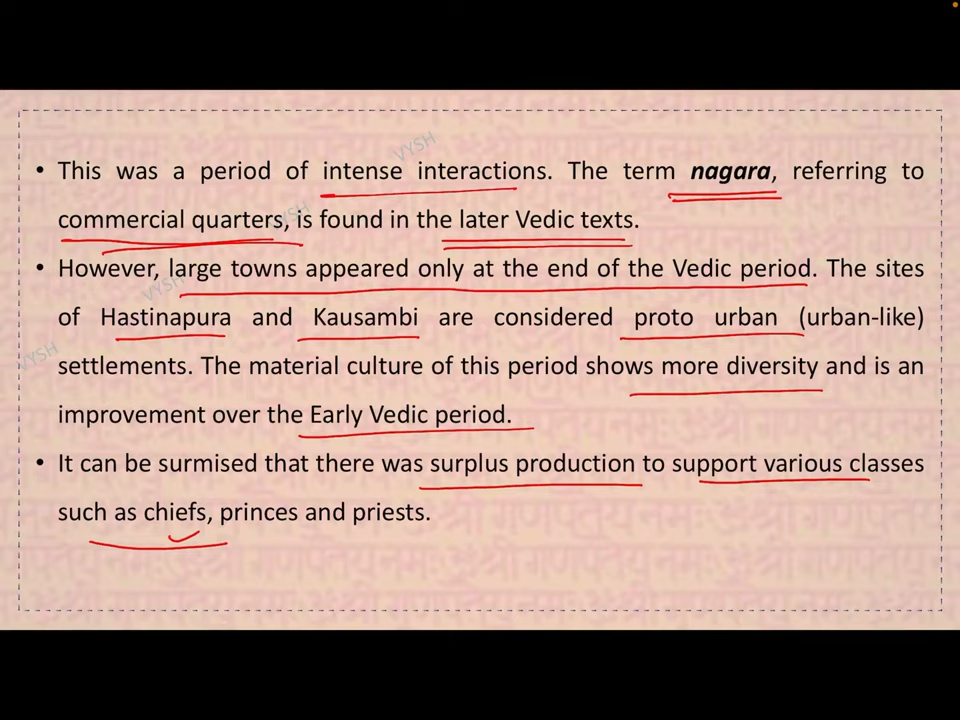 • This was a period of intense interactions. The term nagara, referring to
commercial quarters, is found in the later Vedic texts.
• However, large towns appeared only at the end of the Vedic period. The sites
of Hastinapura and Kausambi are considered proto urban (urban-like)
settlements. The material culture of this period shows more diversity and is an
improvement over the Early Vedic period.
• It can be surmised that there was surplus production to support various classes
such as chiefs, princes and priests.
VYSH
VYSH
VYSH